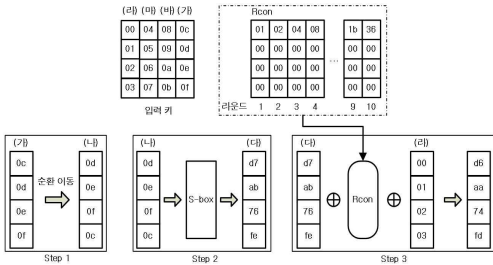 (라) (마) (바) (가)
00 04 08 0c
01 05 09 0d
02 06 0a 0e
03 07 0b 0f
입력 키
Rcon
01 02 04 08 1b 36
00 00 00 00 ... 00 00
00 00 00 00 00 00
00 00 00 00 00 00
라운드 1 2 3 4 9 10
(가) (나)
0c 0d
0d 순환 이동 0e
0e 0f
0f 0c
Step 1
(나) (다)
0d d7
0e ab
0f S-box 76
0c fe
Step 2
(다) (라)
d7 00 d6
ab 01 aa
76 Rcon 02 74
fe 03 fd
Step 3